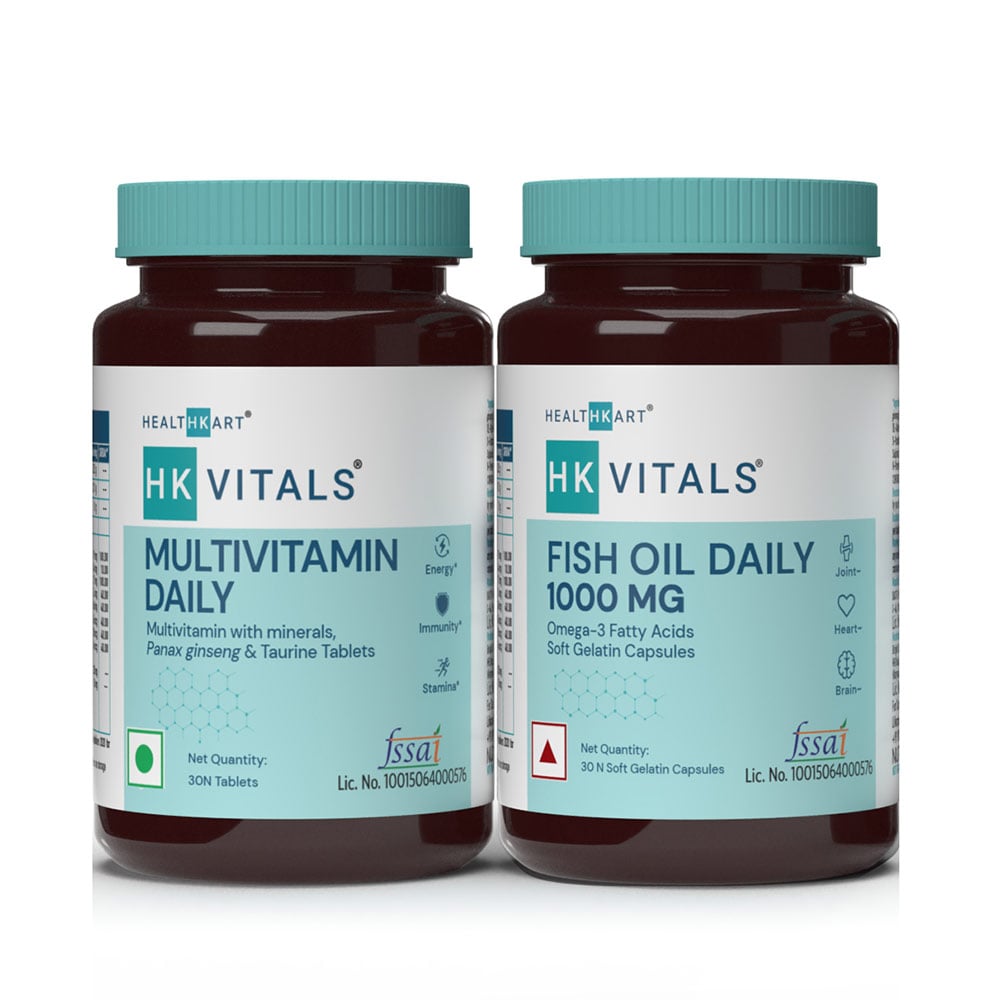 HEALTHKART®
HK VITALS®
MULTIVITAMIN
DAILY
Multivitamin with minerals,
Panax ginseng & Taurine Tablets
Energy*
Immunity*
Stamina*
Net Quantity:
30N Tablets
fssai
Lic. No. 10015064000576
HEALTHKART®
HK VITALS®
FISH OIL DAILY
1000 MG
Omega-3 Fatty Acids
Soft Gelatin Capsules
Joint~
Heart~
Brain~
Net Quantity:
30 N Soft Gelatin Capsules
fssai
Lic. No. 10015064000576